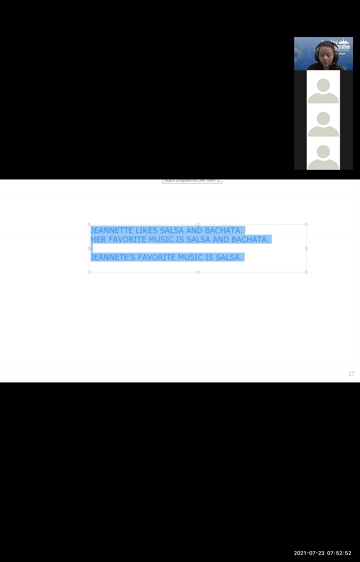 JEANNETTE LIKES SALSA AND BACHATA.
HER FAVORITE MUSIC IS SALSA AND BACHATA.
JEANNETE'S FAVORITE MUSIC IS SALSA.
2021-07-23 07:52:52